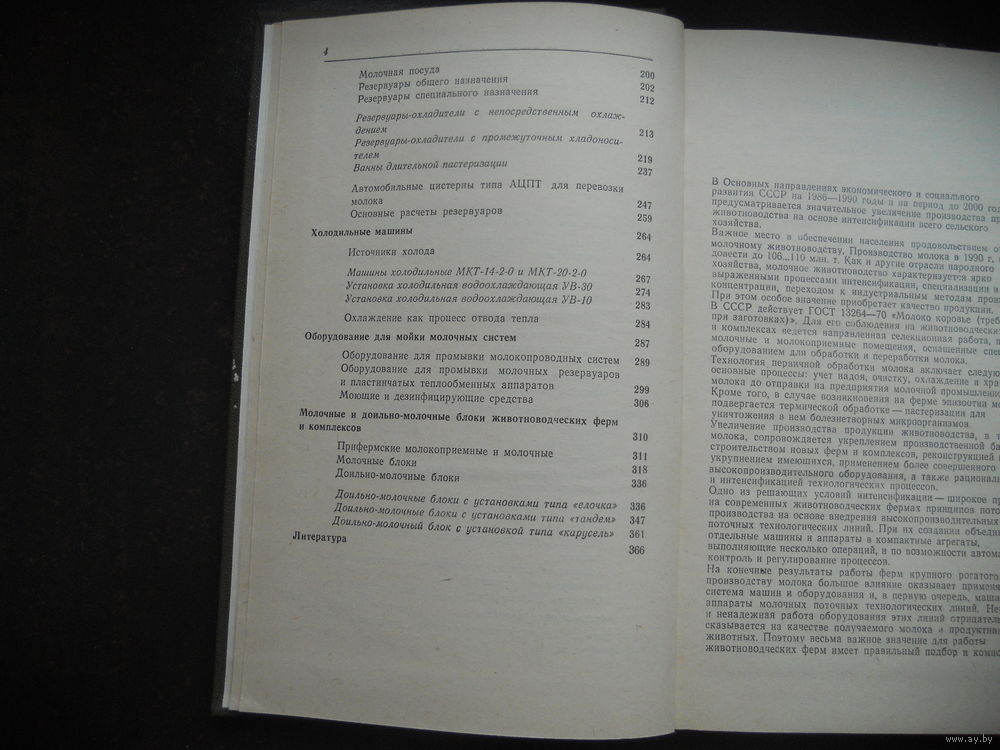 4
Молочная посуда 200
Резервуары общего назначения 202
Резервуары специального назначения 212
Резервуары-охладители с непосредственным охлаж-
дением 213
Резервуары-охладители с промежуточным хладоноси-
телем 219
Ванны длительной пастеризации 237
Автомобильные цистерны типа АЦПТ для перевозки
молока 247
Основные расчеты резервуаров 259
Холодильные машины 264
Источники холода 264
Машины холодильные МКТ-14-2-0 и МКТ-20-2-0 267
Установка холодильная водоохлаждающая УВ-30 274
Установка холодильная водоохлаждающая УВ-10 283
Охлаждение как процесс отвода тепла 284
Оборудование для мойки молочных систем 287
Оборудование для промывки молокопроводных систем 289
Оборудование для промывки молочных резервуаров
и пластинчатых теплообменных аппаратов 299
Моющие и дезинфицирующие средства 306
Молочные и доильно-молочные блоки животноводческих ферм
и комплексов 310
Прифермские молокоприемные и молочные 311
Молочные блоки 318
Доильно-молочные блоки 336
Доильно-молочные блоки с установками типа «елочка» 336
Доильно-молочные блоки с установками типа «тандем» 347
Доильно-молочный блок с установкой типа «карусель» 361
Литература 366
В Основных направлениях экономического и социального
развития СССР на 1986—1990 годы и на период до 2000 год
предусматривается значительное увеличение производства пр
животноводства на основе интенсификации всего сельского
хозяйства.
Важное место в обеспечении населения продовольствием от
молочному животноводству. Производство молока в 1990 г.
довести до 106...110 млн. т. Как и другие отрасли народного
хозяйства, молочное животноводство характеризуется ярко
выраженными процессами интенсификации, специализации и
концентрации, переходом к индустриальным методам прои
При этом особое значение приобретает качество продукции.
В СССР действует ГОСТ 13264—70 «Молоко коровье (треб
при заготовках)». Для его соблюдения на животноводческих
и комплексах ведется направленная селекционная работа,
молочные и молокоприемные помещения, оснащенные спец
оборудованием для обработки и переработки молока.
Технология первичной обработки молока включает следую
основные процессы: учет надоя, очистку, охлаждение и хра
молока до отправки на предприятия молочной промышлен
Кроме того, в случае возникновения на ферме эпизоотии мо
подвергается термической обработке — пастеризации для
уничтожения в нем болезнетворных микроорганизмов.
Увеличение производства продукции животноводства, в т
молока, сопровождается укреплением производственной ба
строительством новых ферм и комплексов, реконструкцией и
укрупнением имеющихся, применением более совершенного
высокопроизводительного оборудования, а также рационали
и интенсификацией технологических процессов.
Одно из решающих условий интенсификации — широкое пр
на современных животноводческих фермах принципов пото
производства на основе внедрения высокопроизводительных
поточных технологических линий. При их создании объедин
отдельные машины и аппараты в компактные агрегаты,
выполняющие несколько операций, и по возможности автома
контроль и регулирование процессов.
На конечные результаты работы ферм крупного рогатого
производству молока большое влияние оказывает применя
система машин и оборудования и, в первую очередь, маши
аппараты молочных поточных технологических линий. Не
и ненадежная работа оборудования этих линий отрицател
сказывается на качестве получаемого молока и продуктив
животных. Поэтому весьма важное значение для работы
животноводческих ферм имеет правильный подбор и компо
www.ay.by